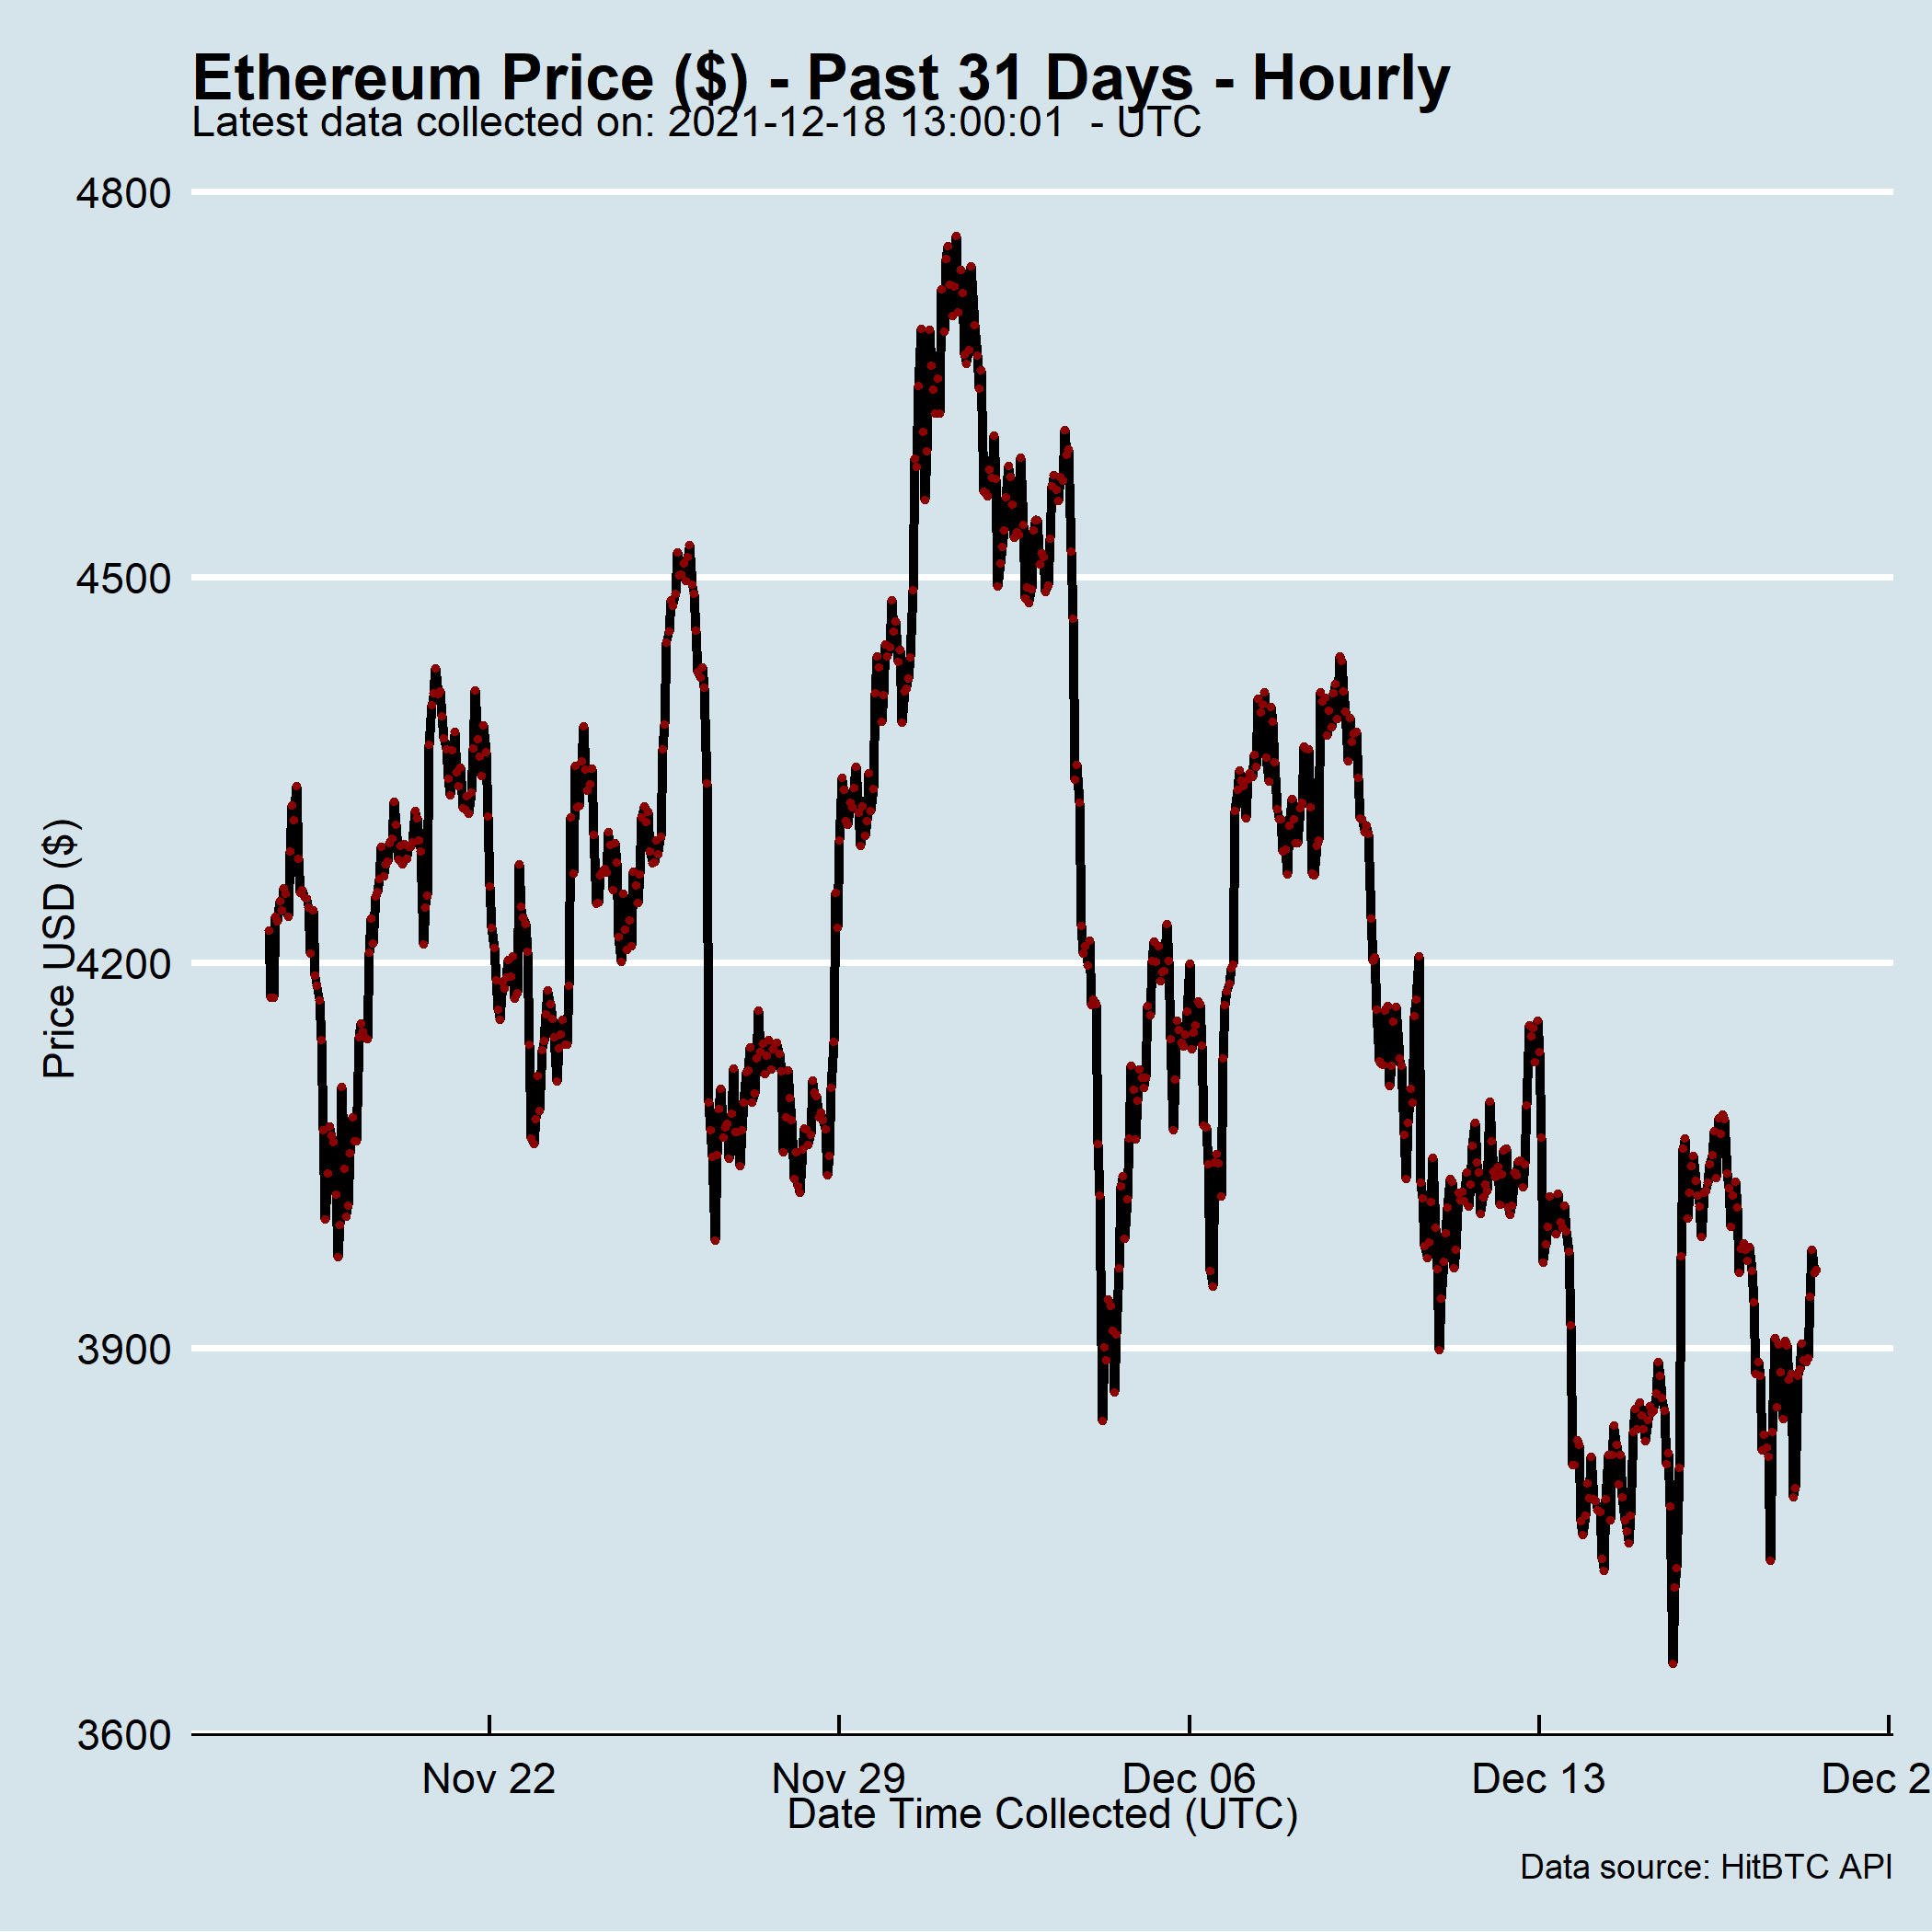 Ethereum Price ($) - Past 31 Days - Hourly
Latest data collected on: 2021-12-18 13:00:01  - UTC
4800
4500
4200
3900
3600
Price USD ($)
Nov 22
Nov 29
Dec 06
Dec 13
Dec 2
Date Time Collected (UTC)
Data source: HitBTC API